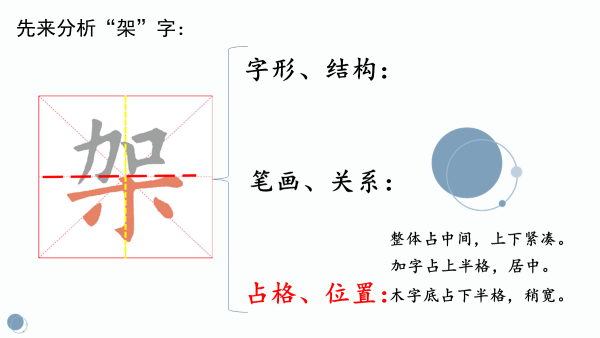 先来分析“架”字：
架
字形、结构：
笔画、关系：
整体占中间，上下紧凑。
加字占上半格，居中。
占格、位置：木字底占下半格，稍宽。